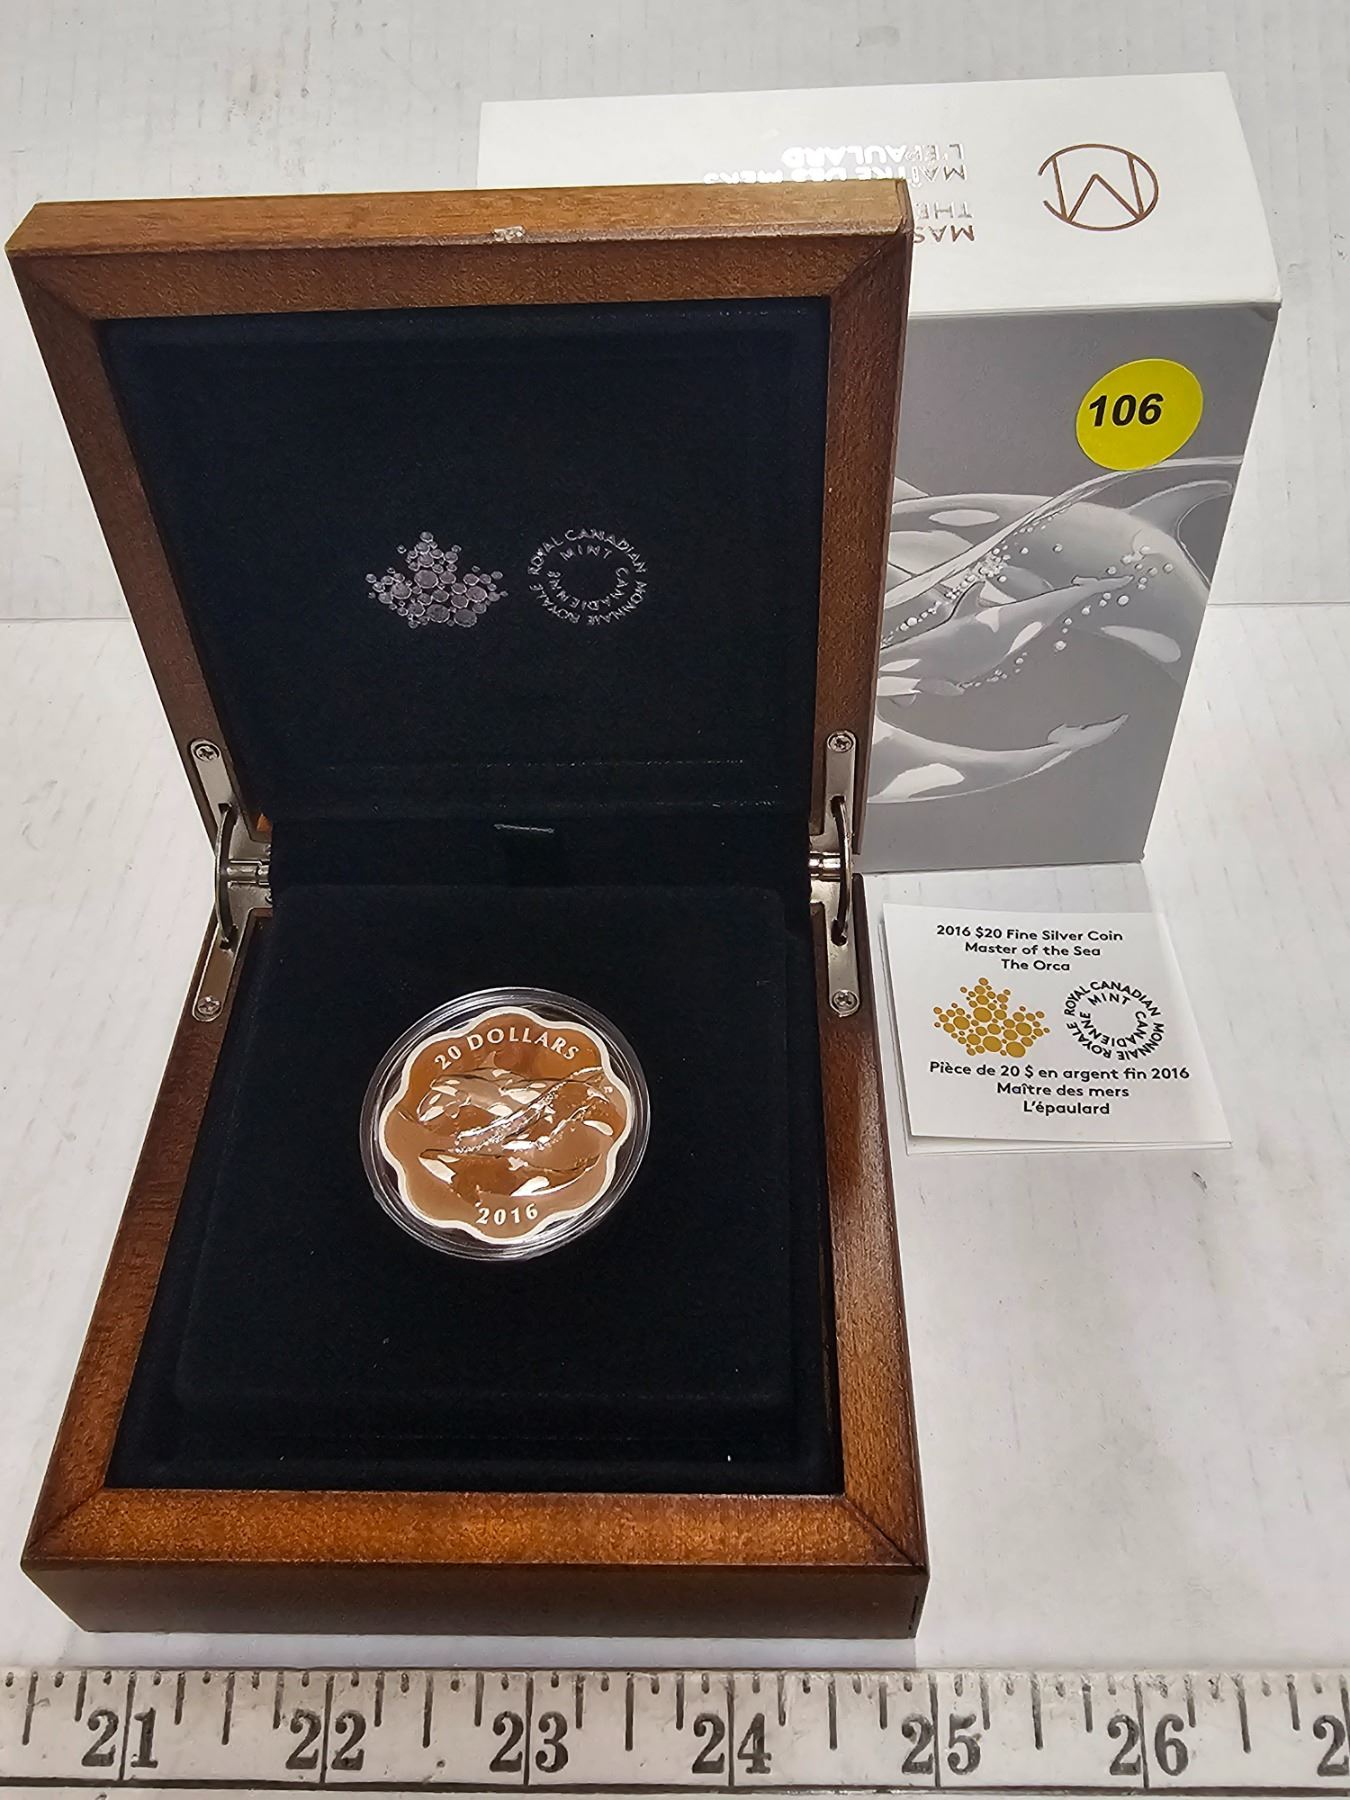 L'ÉPAULARD
MAÎTRE DES MERS
THE
MAS
106
ROYAL CANADIAN MINT
MONNAIE ROYALE CANADIENNE
2016 $20 Fine Silver Coin
Master of the Sea
The Orca
ROYAL CANADIAN MINT
MONNAIE ROYALE CANADIENNE
Pièce de 20 $ en argent fin 2016
Maître des mers
L'épaulard
20 DOLLARS
2016
21 22 23 24 25 26 2